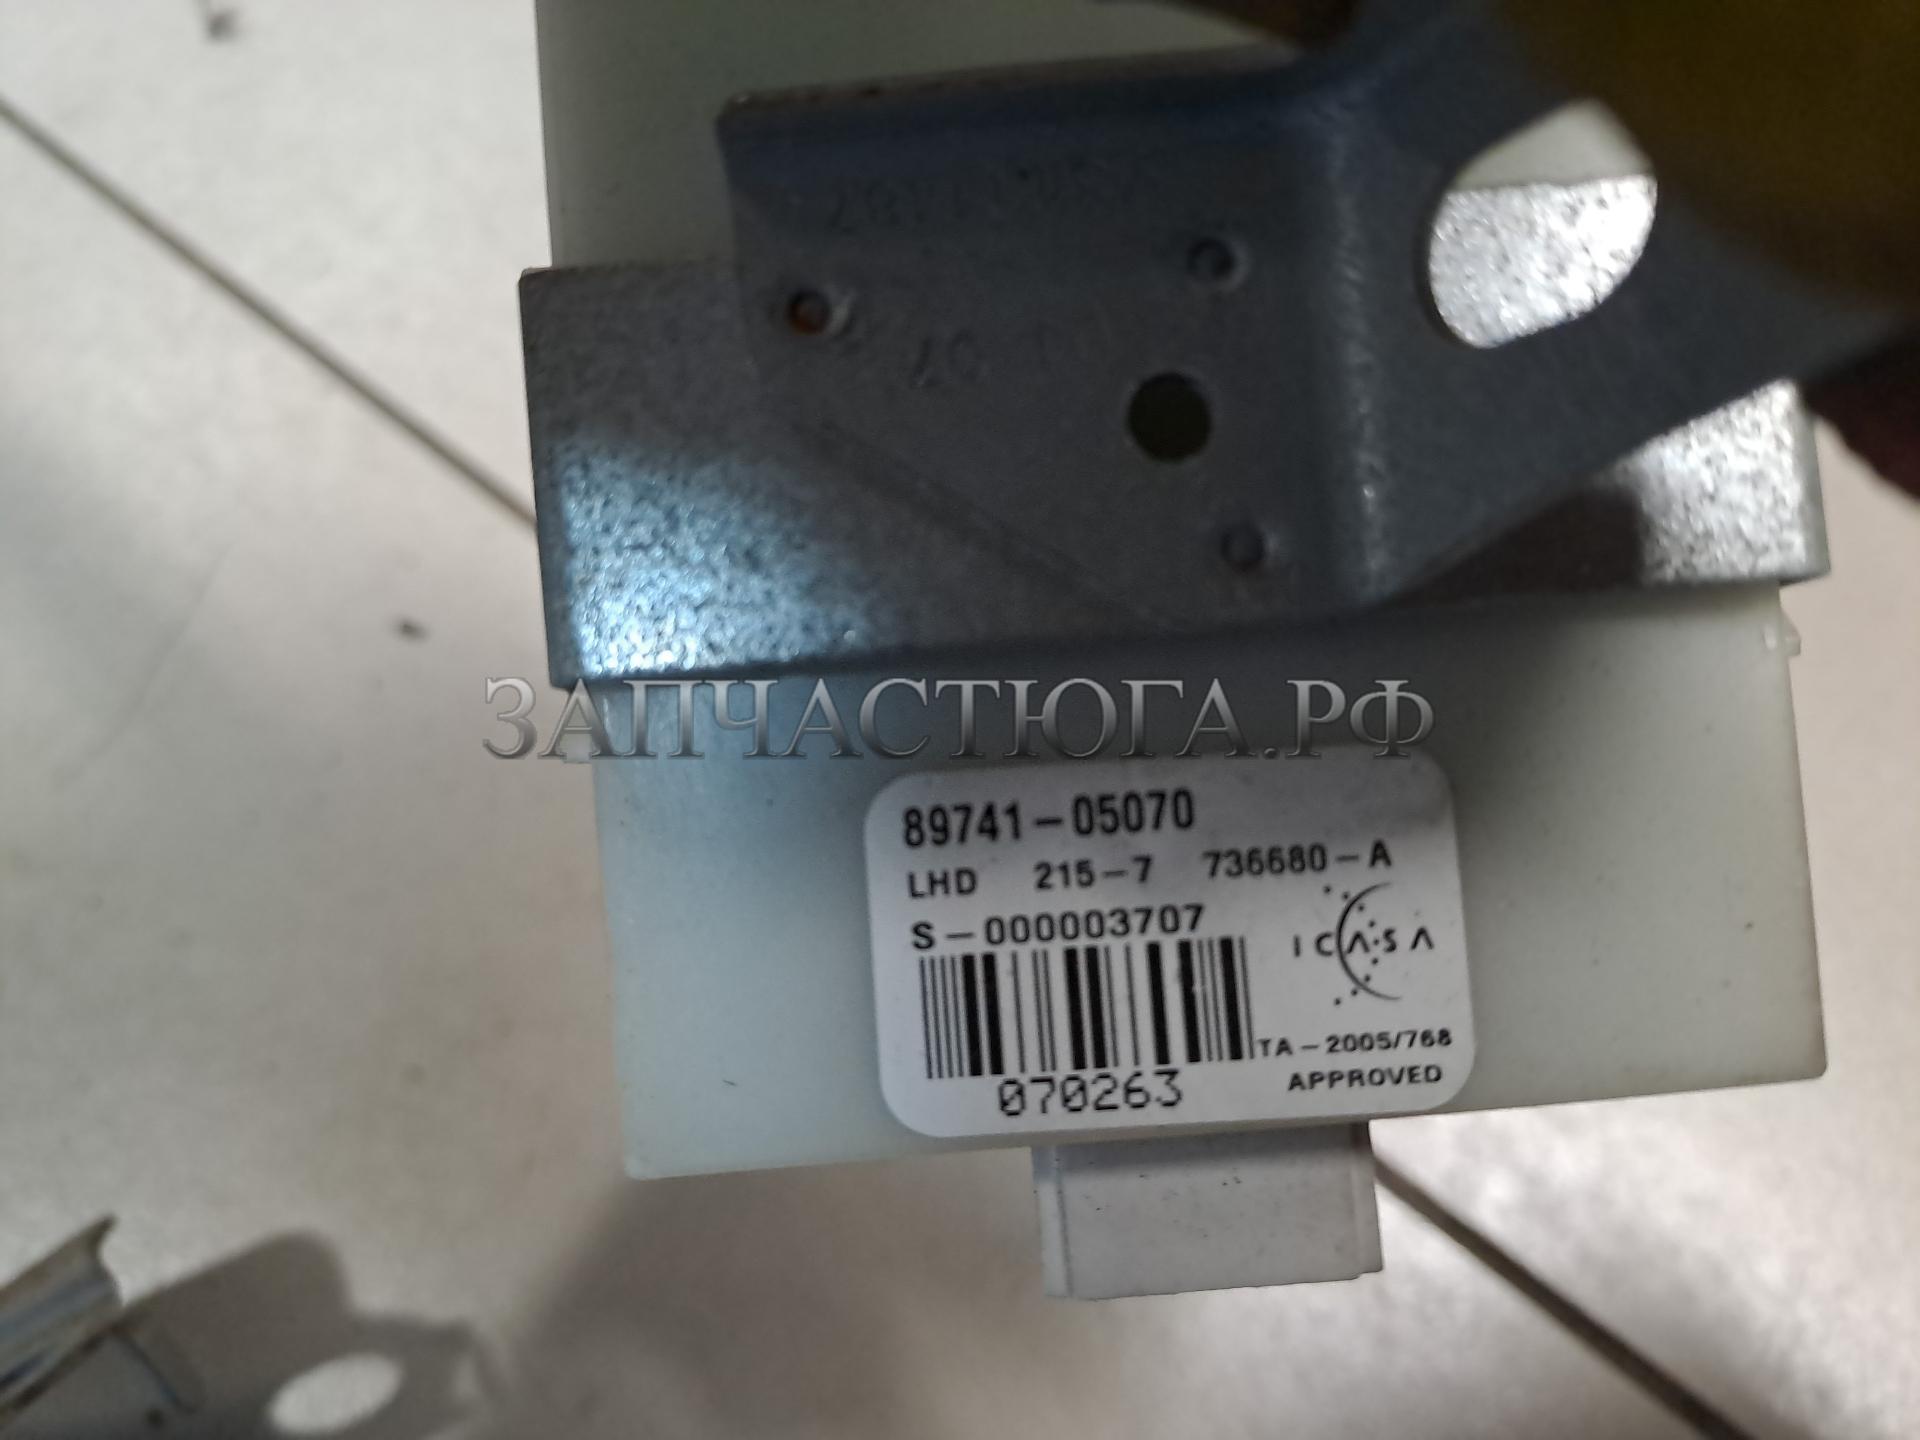 ЗАПЧАСТЮГА.РФ
89741-05070
LHD 215-7 736680-A
S-000003707
ICASA
TA-2005/768
070263
APPROVED